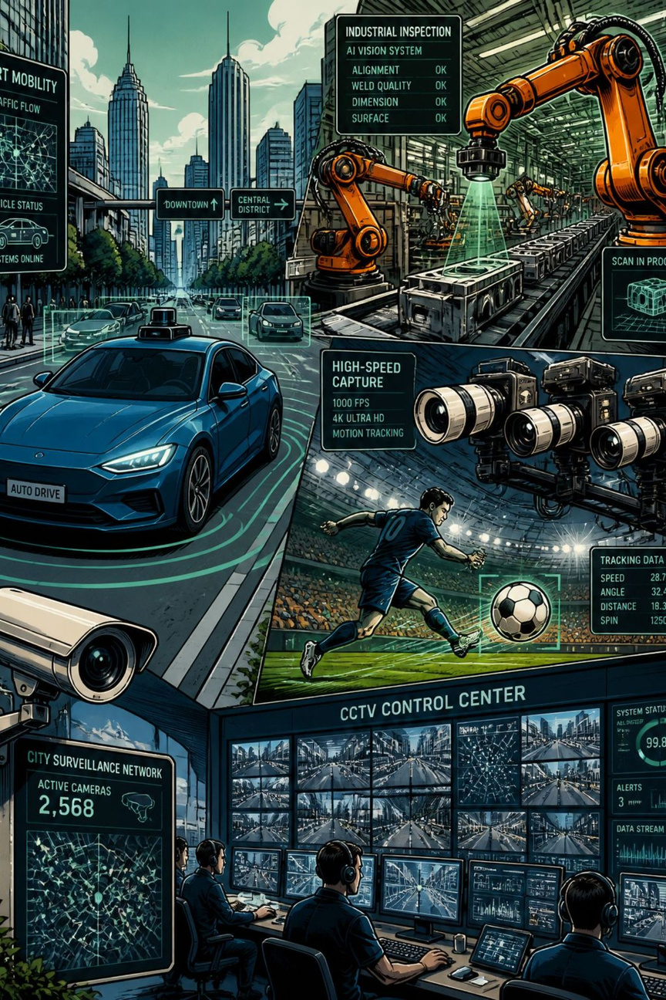 RT MOBILITY
AFFIC FLOW
ICLE STATUS
STEMS ONLINE
DOWNTOWN ↑
CENTRAL
DISTRICT →
AUTO DRIVE
INDUSTRIAL INSPECTION
AI VISION SYSTEM
ALIGNMENT OK
WELD QUALITY OK
DIMENSION OK
SURFACE OK
SCAN IN PROG
HIGH-SPEED
CAPTURE
1000 FPS
4K ULTRA HD
MOTION TRACKING
0
TRACKING DATA
SPEED 28.7
ANGLE 32.4
DISTANCE 18.3
SPIN 1250
CITY SURVEILLANCE NETWORK
ACTIVE CAMERAS
2,568
CCTV CONTROL CENTER
SYSTEM STATUS
99.8
ALERTS
3
DATA STREAM